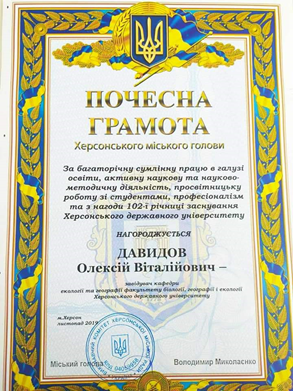 ПОЧЕСНА
ГРАМОТА
Херсонського міського голови
За багаторічну сумлінну працю в галузі
освіти, активну наукову та науково-
методичну діяльність, просвітницьку
роботу зі студентами, професіоналізм
та з нагоди 102-ї річниці заснування
Херсонського державного університету
НАГОРОДЖУЄТЬСЯ
ДАВИДОВ
Олексій Віталійович –
завідувач кафедри
екології та географії факультету біології, географії і екології
Херсонського державного університету
м.Херсон
листопад 2019
Міський голова
Володимир Миколаєнко